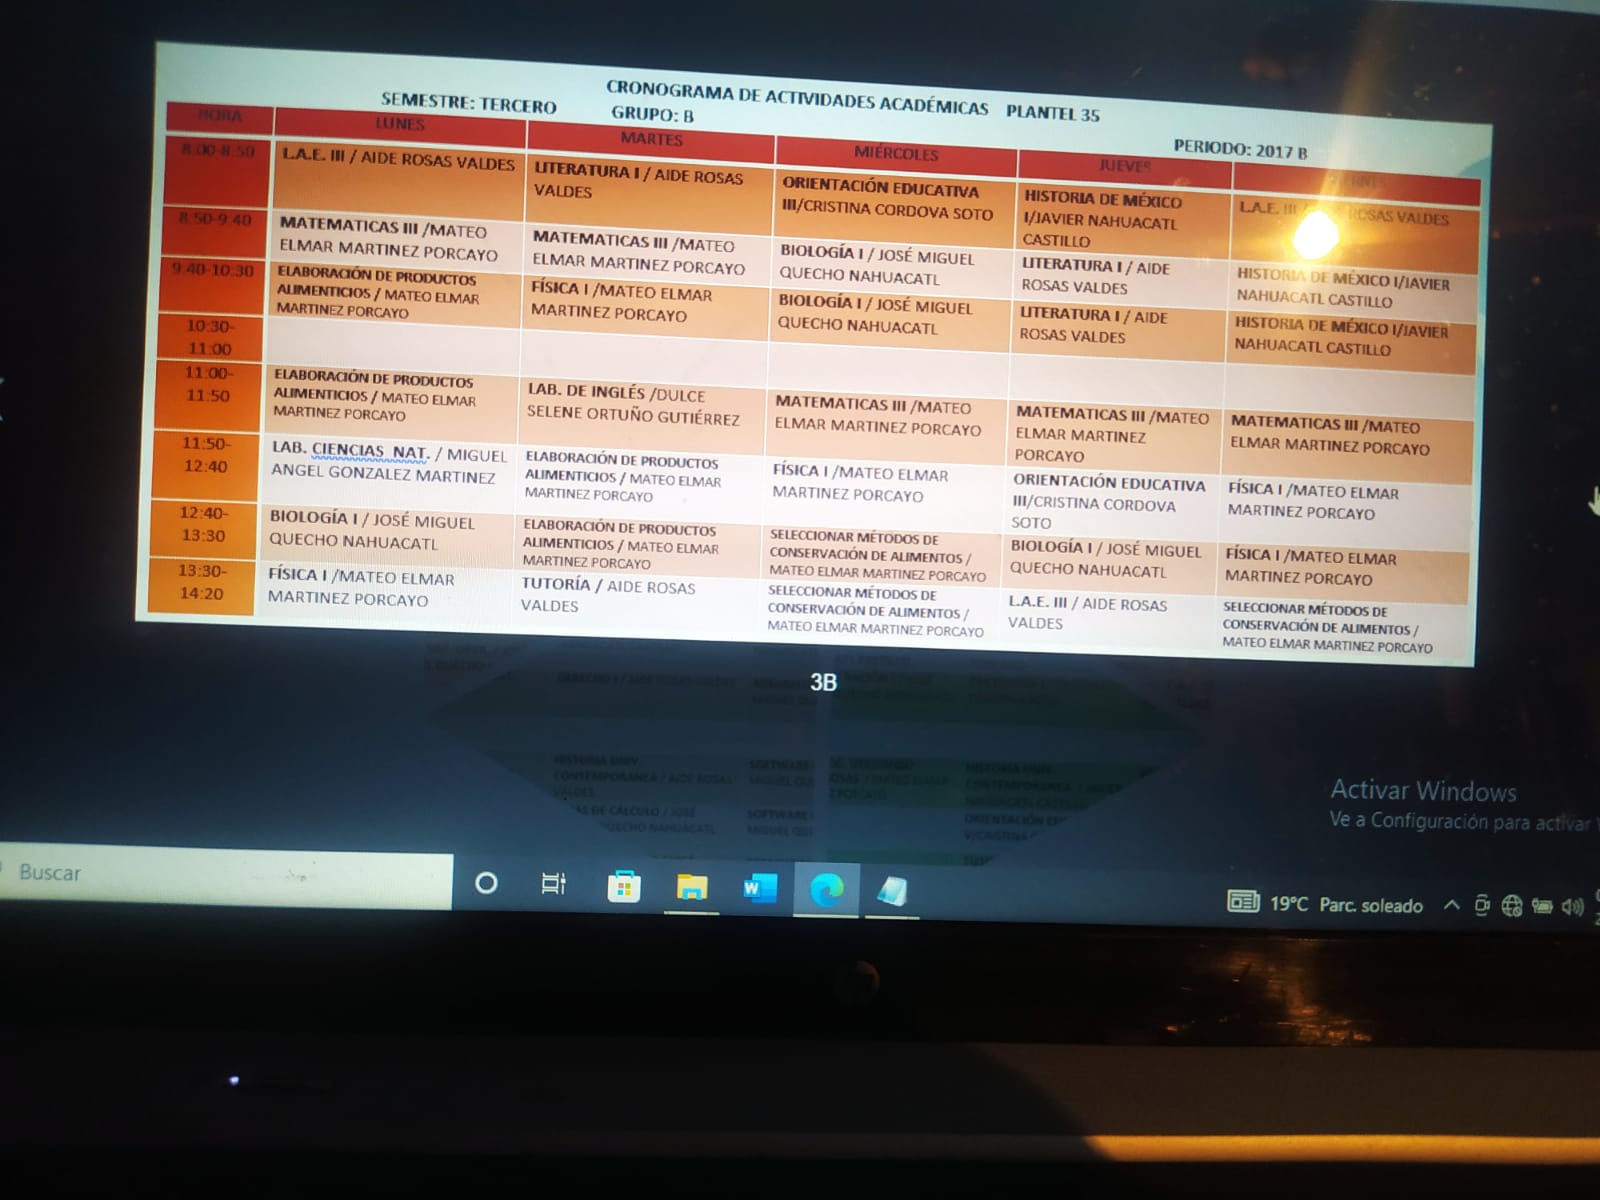 CRONOGRAMA DE ACTIVIDADES ACADÉMICAS PLANTEL 35
SEMESTRE: TERCERO GRUPO: B PERIODO: 2017 B
HORA LUNES MARTES MIÉRCOLES JUEVES
8:00-8:50
L.A.E. III / AIDE ROSAS VALDES
LITERATURA I / AIDE ROSAS
VALDES
ORIENTACIÓN EDUCATIVA
III/CRISTINA CORDOVA SOTO
HISTORIA DE MÉXICO
I/JAVIER NAHUACATL
CASTILLO
L.A.E. III / ROSAS VALDES
8:50-9:40
MATEMATICAS III /MATEO
ELMAR MARTINEZ PORCAYO
MATEMATICAS III /MATEO
ELMAR MARTINEZ PORCAYO
BIOLOGÍA I / JOSÉ MIGUEL
QUECHO NAHUACATL
LITERATURA I / AIDE
ROSAS VALDES
HISTORIA DE MÉXICO I/JAVIER
NAHUACATL CASTILLO
9:40-10:30
ELABORACIÓN DE PRODUCTOS
ALIMENTICIOS / MATEO ELMAR
MARTINEZ PORCAYO
FÍSICA I /MATEO ELMAR
MARTINEZ PORCAYO
BIOLOGÍA I / JOSÉ MIGUEL
QUECHO NAHUACATL
LITERATURA I / AIDE
ROSAS VALDES
HISTORIA DE MÉXICO I/JAVIER
NAHUACATL CASTILLO
10:30-
11:00
11:00-
11:50
ELABORACIÓN DE PRODUCTOS
ALIMENTICIOS / MATEO ELMAR
MARTINEZ PORCAYO
LAB. DE INGLÉS /DULCE
SELENE ORTUÑO GUTIÉRREZ
MATEMATICAS III /MATEO
ELMAR MARTINEZ PORCAYO
MATEMATICAS III /MATEO
ELMAR MARTINEZ
PORCAYO
MATEMATICAS III /MATEO
ELMAR MARTINEZ PORCAYO
11:50-
12:40
LAB. CIENCIAS NAT. / MIGUEL
ANGEL GONZALEZ MARTINEZ
ELABORACIÓN DE PRODUCTOS
ALIMENTICIOS / MATEO ELMAR
MARTINEZ PORCAYO
FÍSICA I /MATEO ELMAR
MARTINEZ PORCAYO
ORIENTACIÓN EDUCATIVA
III/CRISTINA CORDOVA
SOTO
FÍSICA I /MATEO ELMAR
MARTINEZ PORCAYO
12:40-
13:30
BIOLOGÍA I / JOSÉ MIGUEL
QUECHO NAHUACATL
ELABORACIÓN DE PRODUCTOS
ALIMENTICIOS / MATEO ELMAR
MARTINEZ PORCAYO
SELECCIONAR MÉTODOS DE
CONSERVACIÓN DE ALIMENTOS /
MATEO ELMAR MARTINEZ PORCAYO
BIOLOGÍA I / JOSÉ MIGUEL
QUECHO NAHUACATL
FÍSICA I /MATEO ELMAR
MARTINEZ PORCAYO
13:30-
14:20
FÍSICA I /MATEO ELMAR
MARTINEZ PORCAYO
TUTORÍA / AIDE ROSAS
VALDES
SELECCIONAR MÉTODOS DE
CONSERVACIÓN DE ALIMENTOS /
MATEO ELMAR MARTINEZ PORCAYO
L.A.E. III / AIDE ROSAS
VALDES
SELECCIONAR MÉTODOS DE
CONSERVACIÓN DE ALIMENTOS /
MATEO ELMAR MARTINEZ PORCAYO
3B
DERECHO I / AIDE ROSAS VALDES
HISTORIA UNIV.
CONTEMPORANEA / AIDE ROSAS
VALDES
Activar Windows
Ve a Configuración para activar
Buscar
19°C Parc. soleado